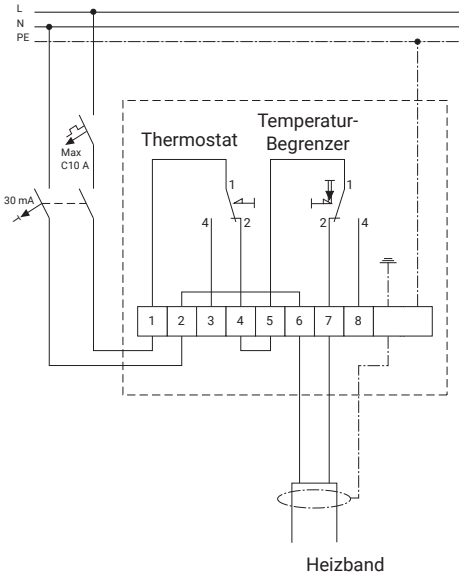 L
N
PE
Max
C10 A
30 mA
Thermostat
Temperatur-
Begrenzer
1
4
2
1
2
4
1 2 3 4 5 6 7 8
Heizband